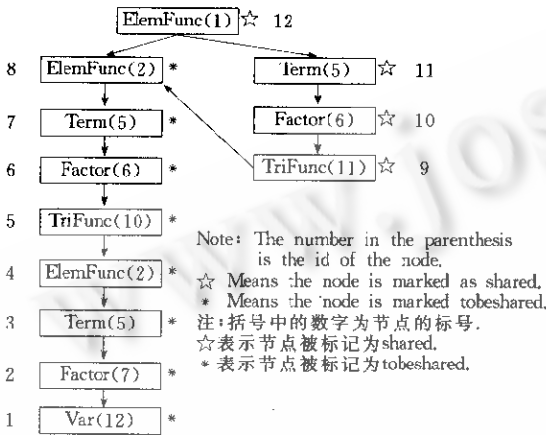 ElemFunc(1) ☆ 12
8 ElemFunc(2) * Term(5) ☆ 11
7 Term(5) * Factor(6) ☆ 10
6 Factor(6) * TriFunc(11) ☆ 9
5 TriFunc(10) *
4 ElemFunc(2) *
3 Term(5) *
2 Factor(7) *
1 Var(12) *
Note: The number in the parenthesis
is the id of the node.
☆ Means the node is marked as shared.
* Means the node is marked tobeshared.
注:括号中的数字为节点的标号.
☆表示节点被标记为shared.
* 表示节点被标记为tobeshared.
www.jos